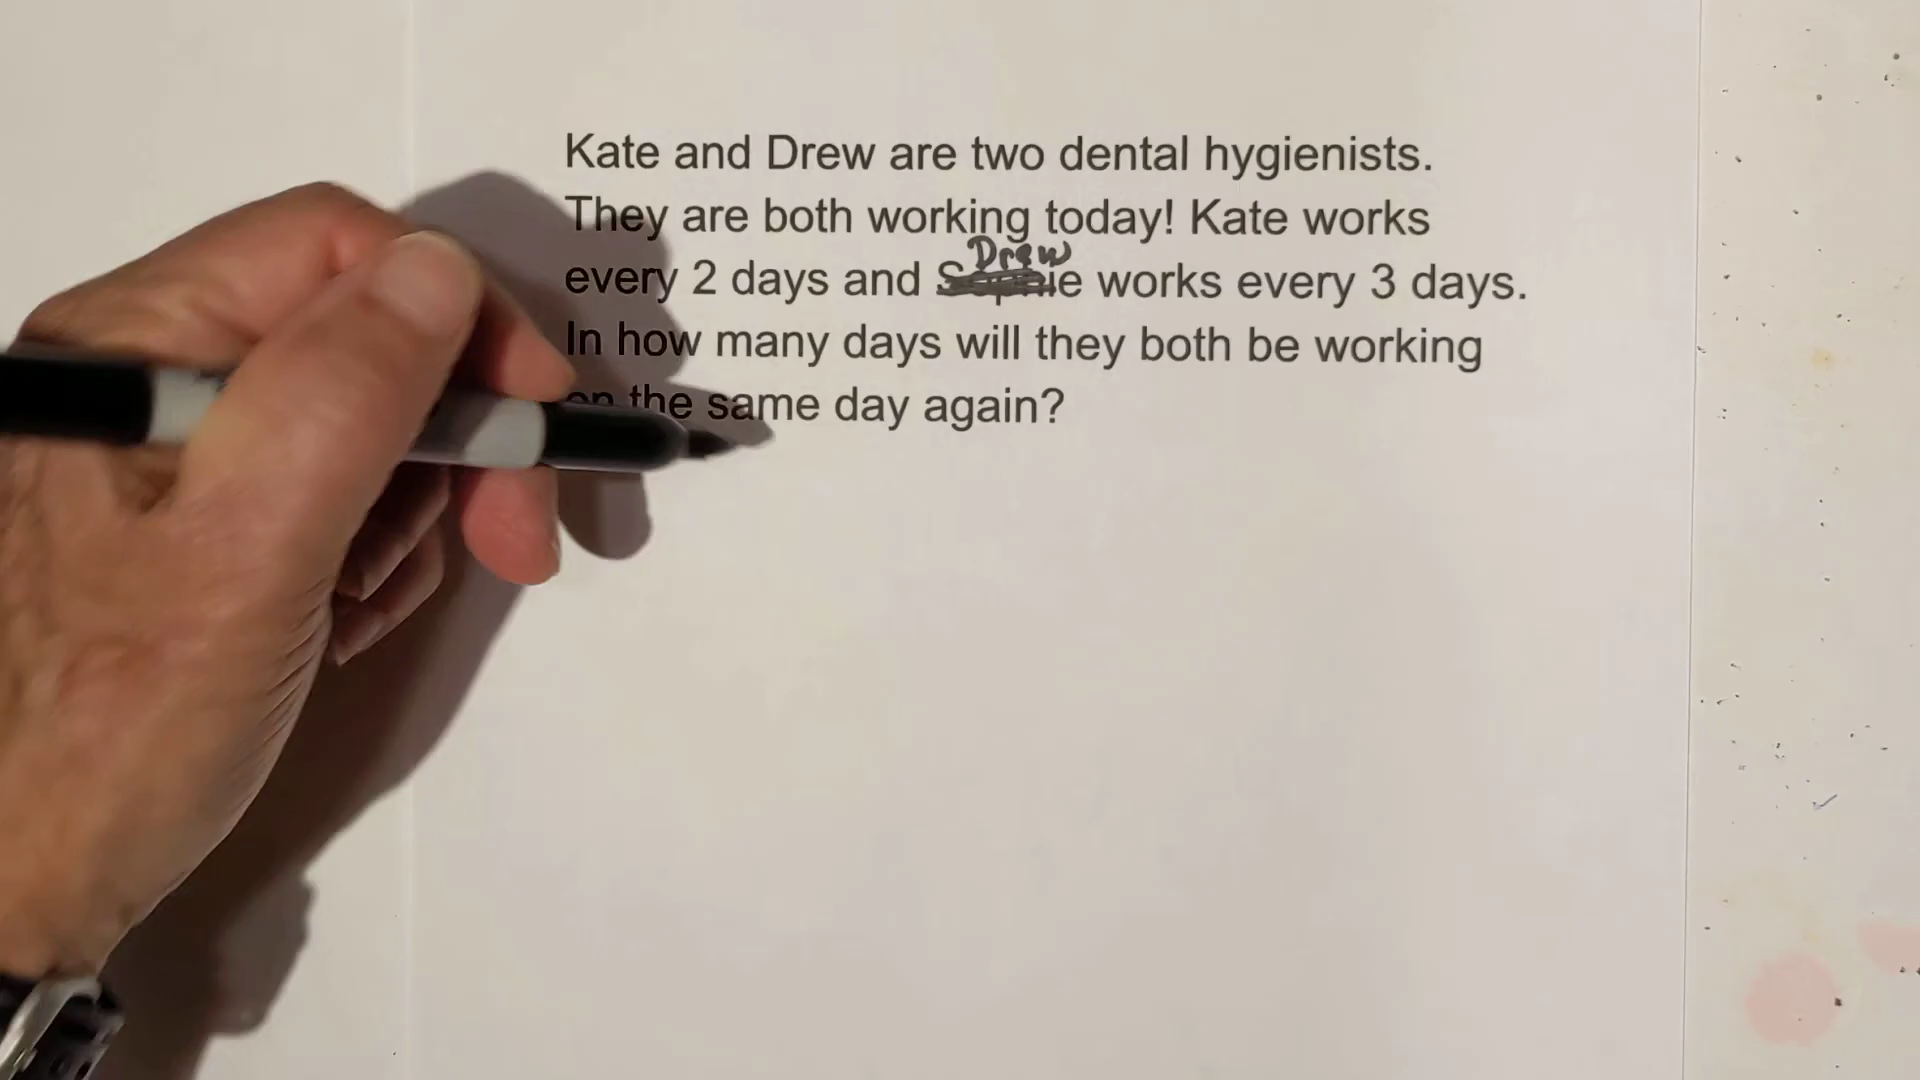 Kate and Drew are two dental hygienists.
They are both working today! Kate works
Drew
every 2 days and Sophie works every 3 days.
In how many days will they both be working
on the same day again?